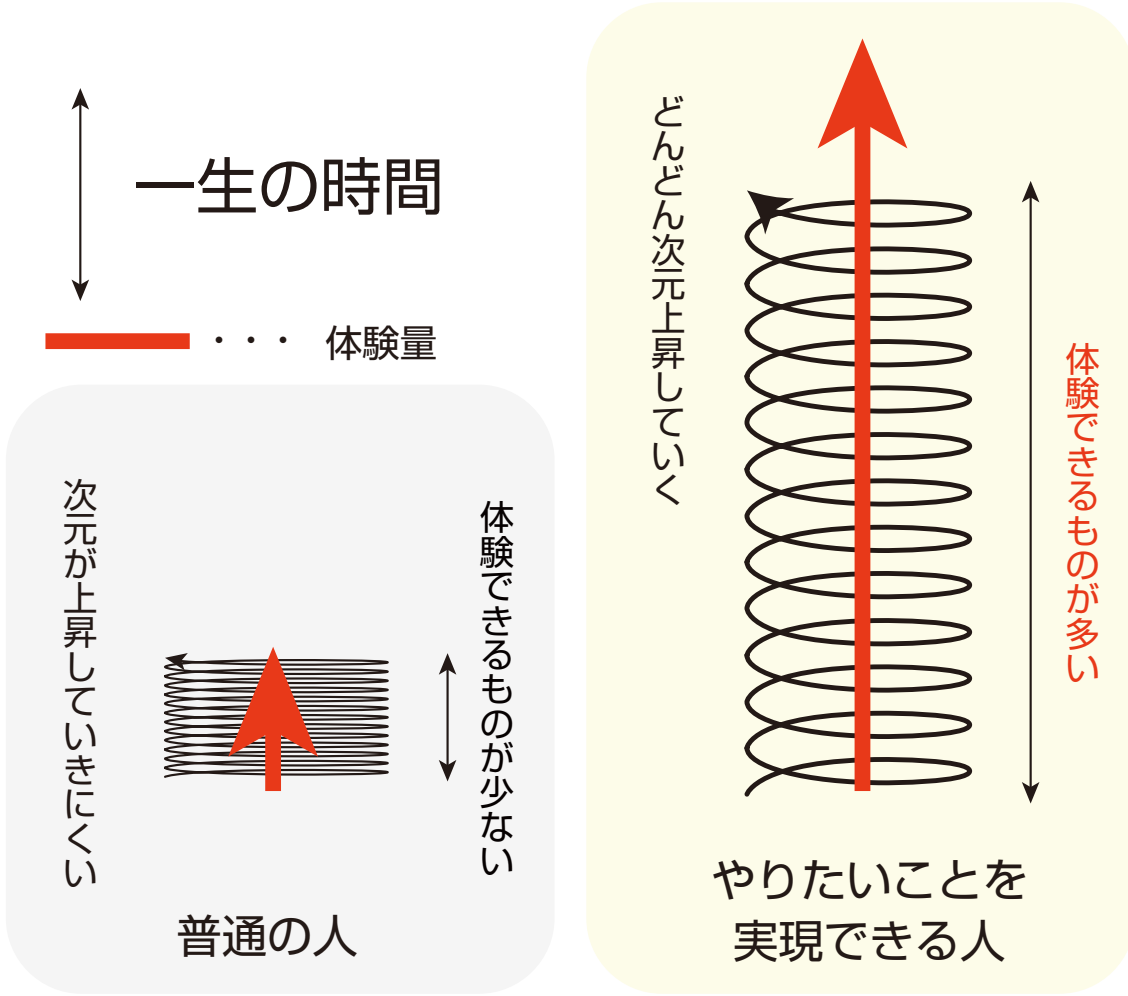 一生の時間
・・・ 体験量
次元が上昇していきにくい
体験できるものが少ない
普通の人
どんどん次元上昇していく
体験できるものが多い
やりたいことを
実現できる人